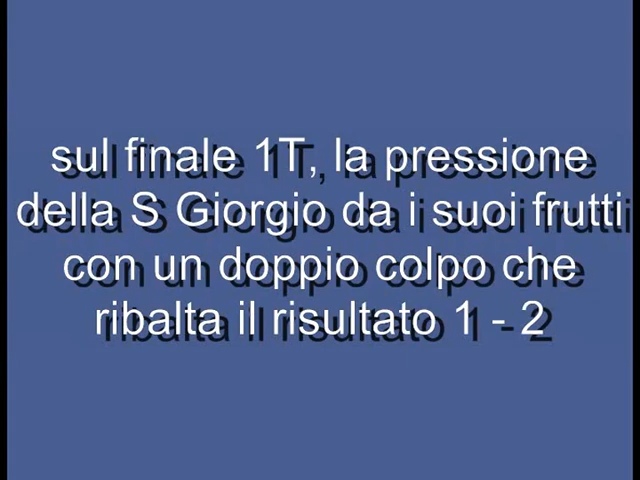 sul finale 1T, la pressione
della S Giorgio da i suoi frutti
con un doppio colpo che
ribalta il risultato 1 - 2